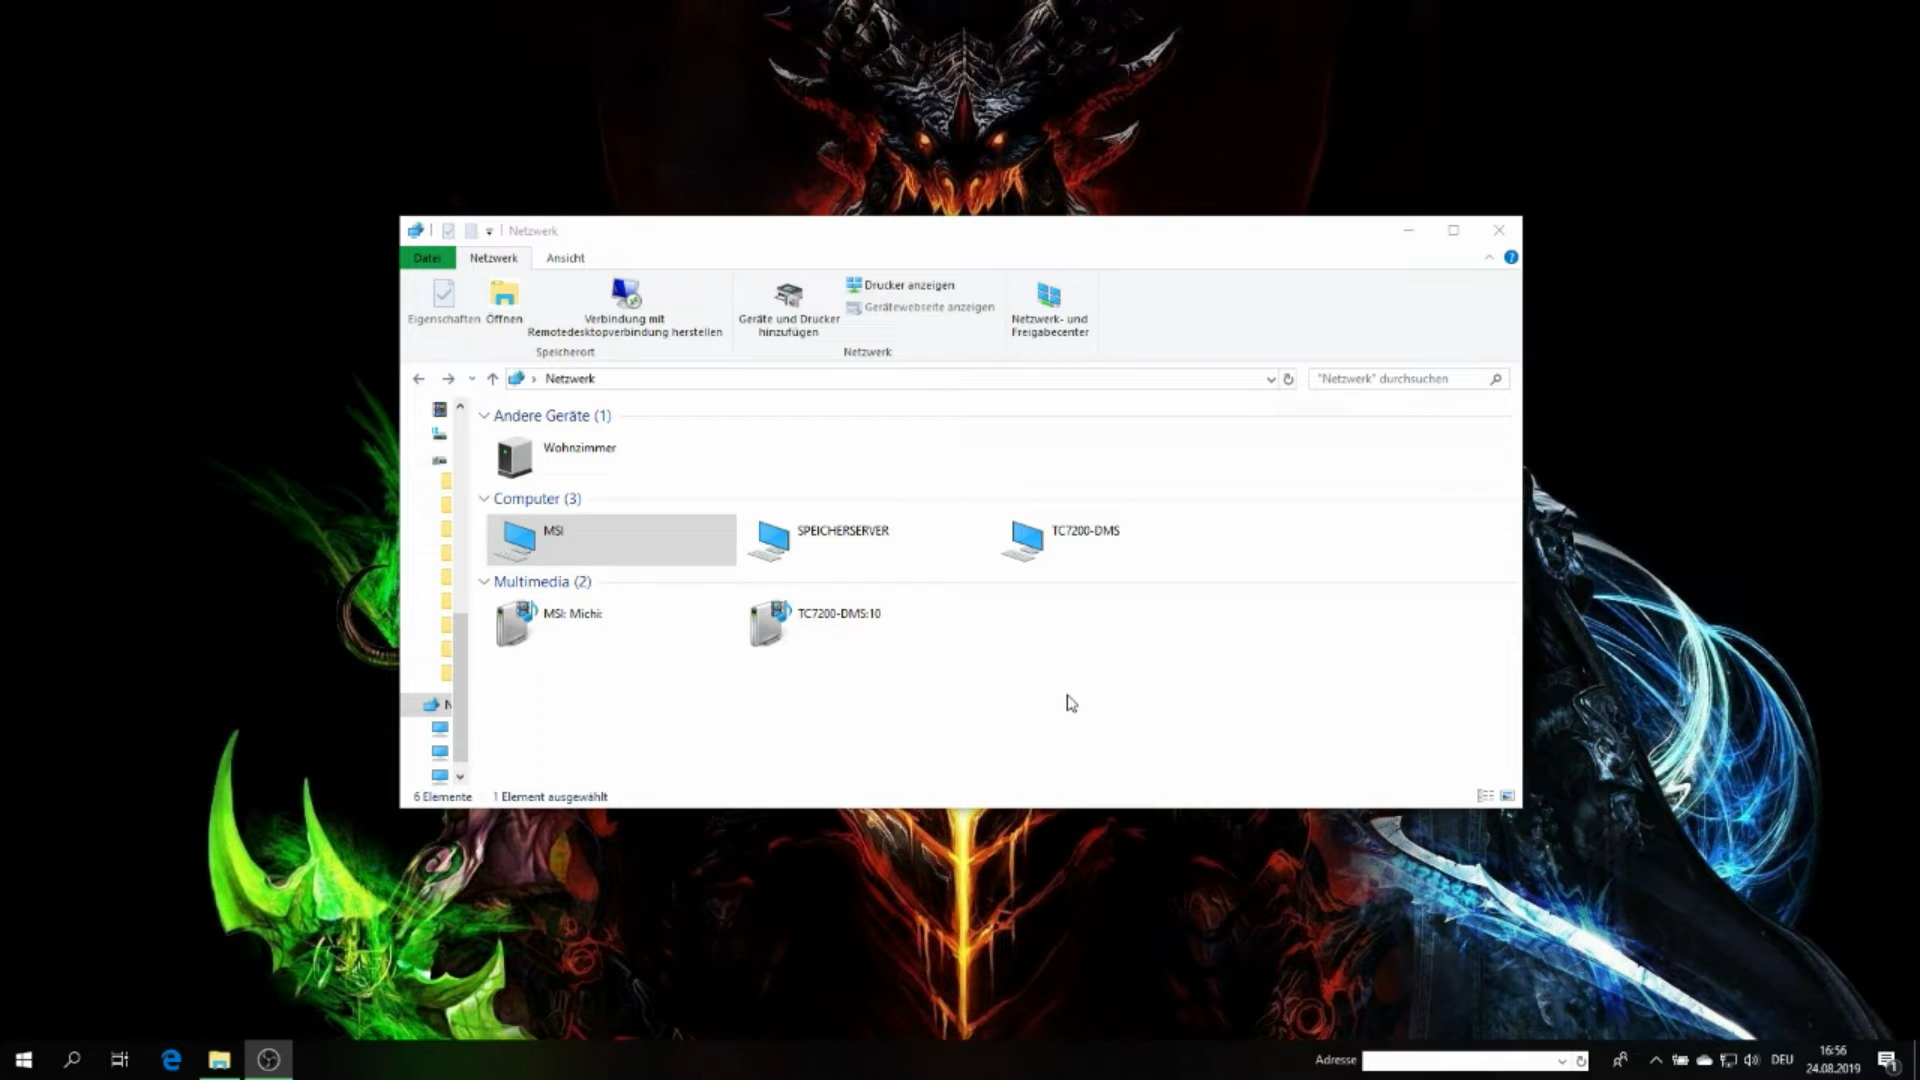 Netzwerk
Datei Netzwerk Ansicht
Eigenschaften Öffnen
Verbindung mit
Remotedesktopverbindung herstellen
Geräte und Drucker
hinzufügen
Drucker anzeigen
Gerätewebseite anzeigen
Netzwerk- und
Freigabecenter
Speicherort
Netzwerk
Netzwerk
"Netzwerk" durchsuchen
Andere Geräte (1)
Wohnzimmer
Computer (3)
MSI SPEICHERSERVER TC7200-DMS
Multimedia (2)
MSI: Michi: TC7200-DMS:10
N
6 Elemente 1 Element ausgewählt
Adresse
DEU
16:56
24.08.2019
1